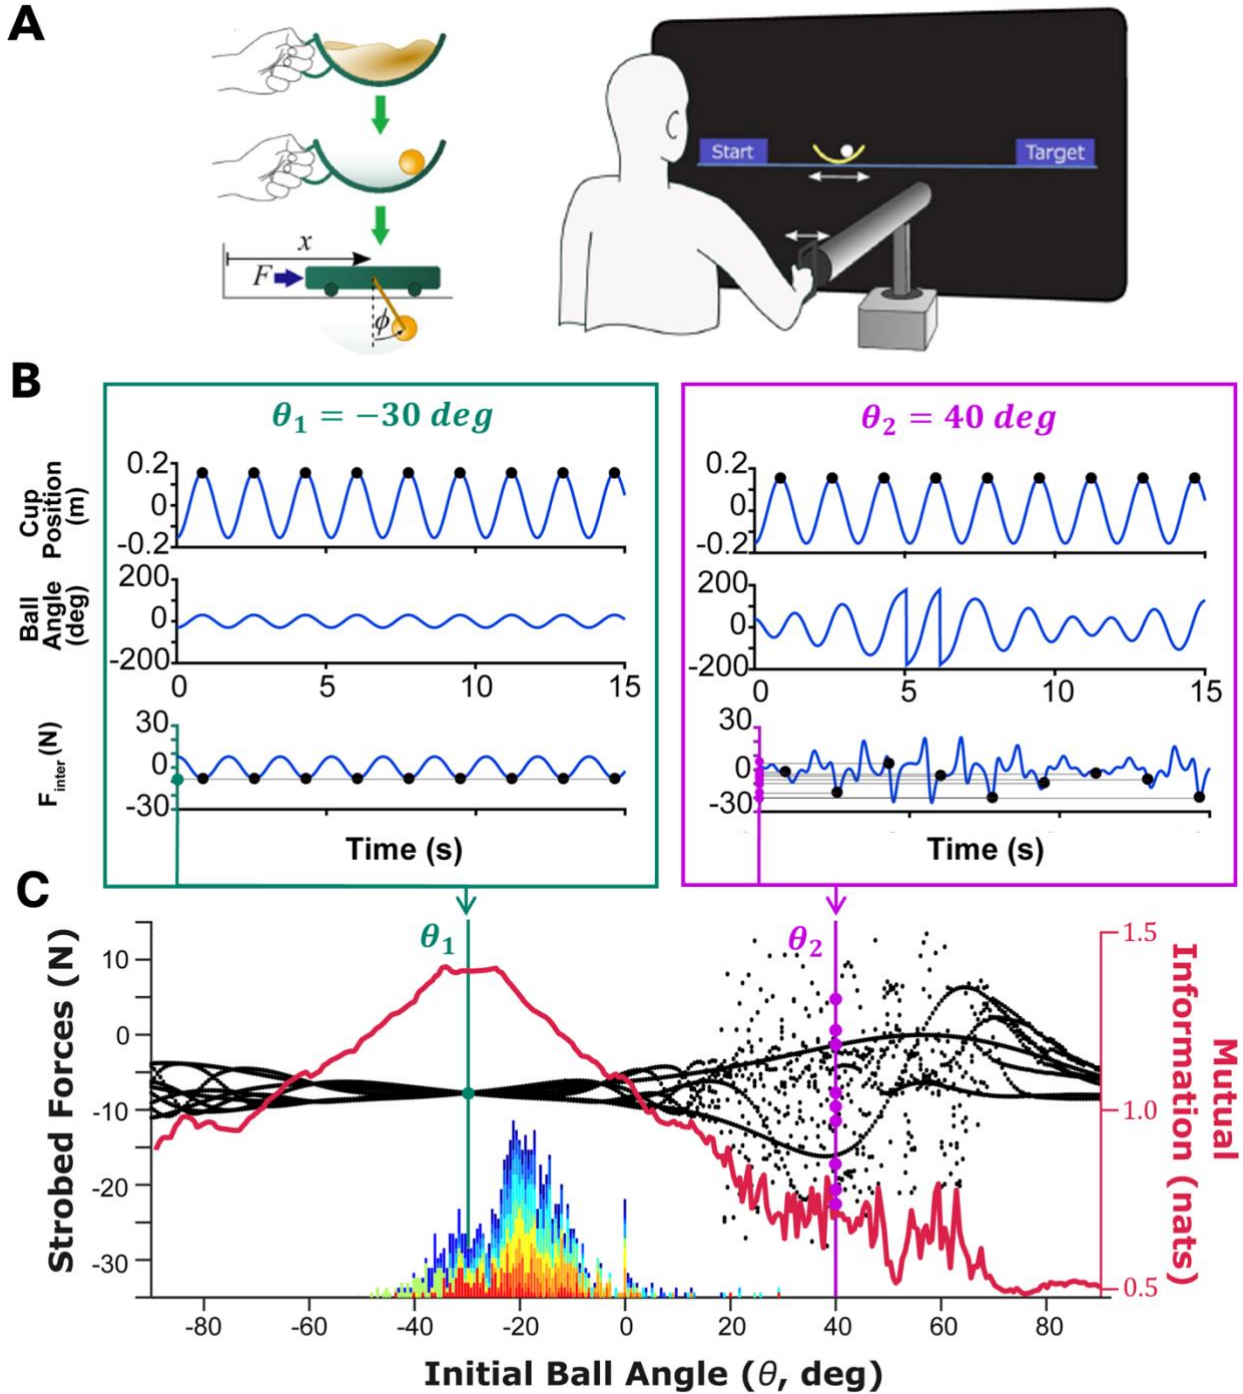 A
x
F
ϕ
Start
Target
B
θ₁ = −30 deg
Cup
Position
(m)
0.2
0
-0.2
Ball
Angle
(deg)
200
0
-200
0 5 10 15
F inter (N)
30
0
-30
Time (s)
θ₂ = 40 deg
0.2
0
-0.2
200
0
-200
0 5 10 15
30
0
-30
Time (s)
C
θ₁
θ₂
Strobed Forces (N)
10
0
-10
-20
-30
1.5
1.0
0.5
Mutual
Information (nats)
-80 -60 -40 -20 0 20 40 60 80
Initial Ball Angle (θ, deg)